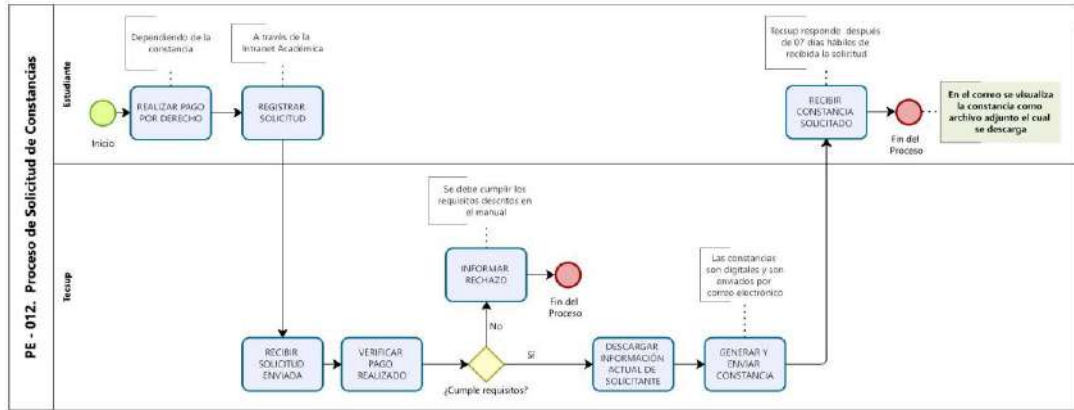 PE - 012. Proceso de Solicitud de Constancias
Estudiante
Dependiendo de la
constancia
A través de la
Intranet Académica
Inicio
REALIZAR PAGO
POR DERECHO
REGISTRAR
SOLICITUD
Tecsup responde después
de 07 días hábiles de
recibida la solicitud
RECIBIR
CONSTANCIA
SOLICITADO
Fin del
Proceso
En el correo se visualiza
la constancia como
archivo adjunto el cual
se descarga
Tecsup
Se debe cumplir los
requisitos descritos en
el manual
INFORMAR
RECHAZO
Fin del
Proceso
Las constancias
son digitales y son
enviados por
correo electrónico
No
RECIBIR
SOLICITUD
ENVIADA
VERIFICAR
PAGO
REALIZADO
¿Cumple requisitos?
Sí
DESCARGAR
INFORMACIÓN
ACTUAL DE
SOLICITANTE
GENERAR Y
ENVIAR
CONSTANCIA